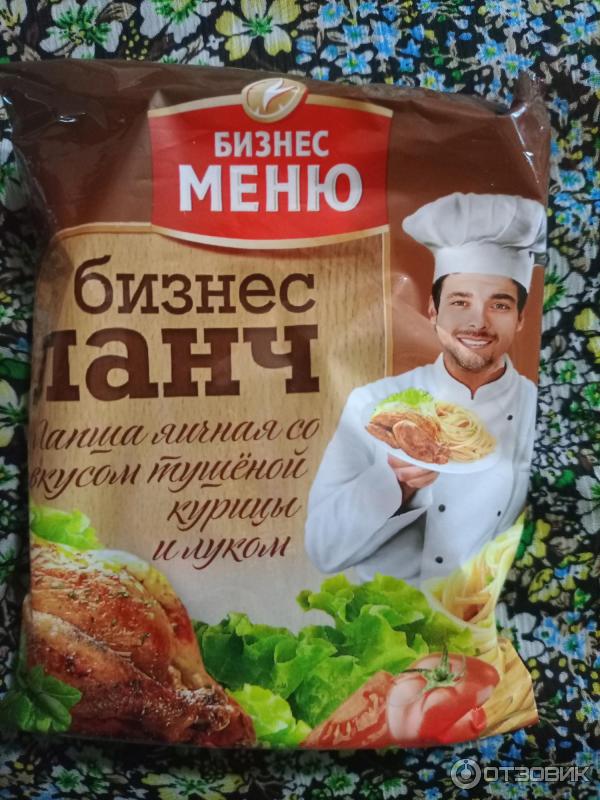 БИЗНЕС
МЕНЮ
бизнес
ланч
Лапша яичная со
вкусом тушёной
курицы
и луком
ОТЗОВИК